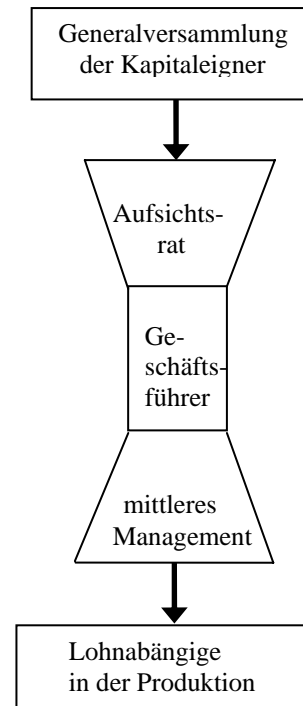 Generalversammlung
der Kapitaleigner
Aufsichts-
rat
Ge-
schäfts-
führer
mittleres
Management
Lohnabängige
in der Produktion